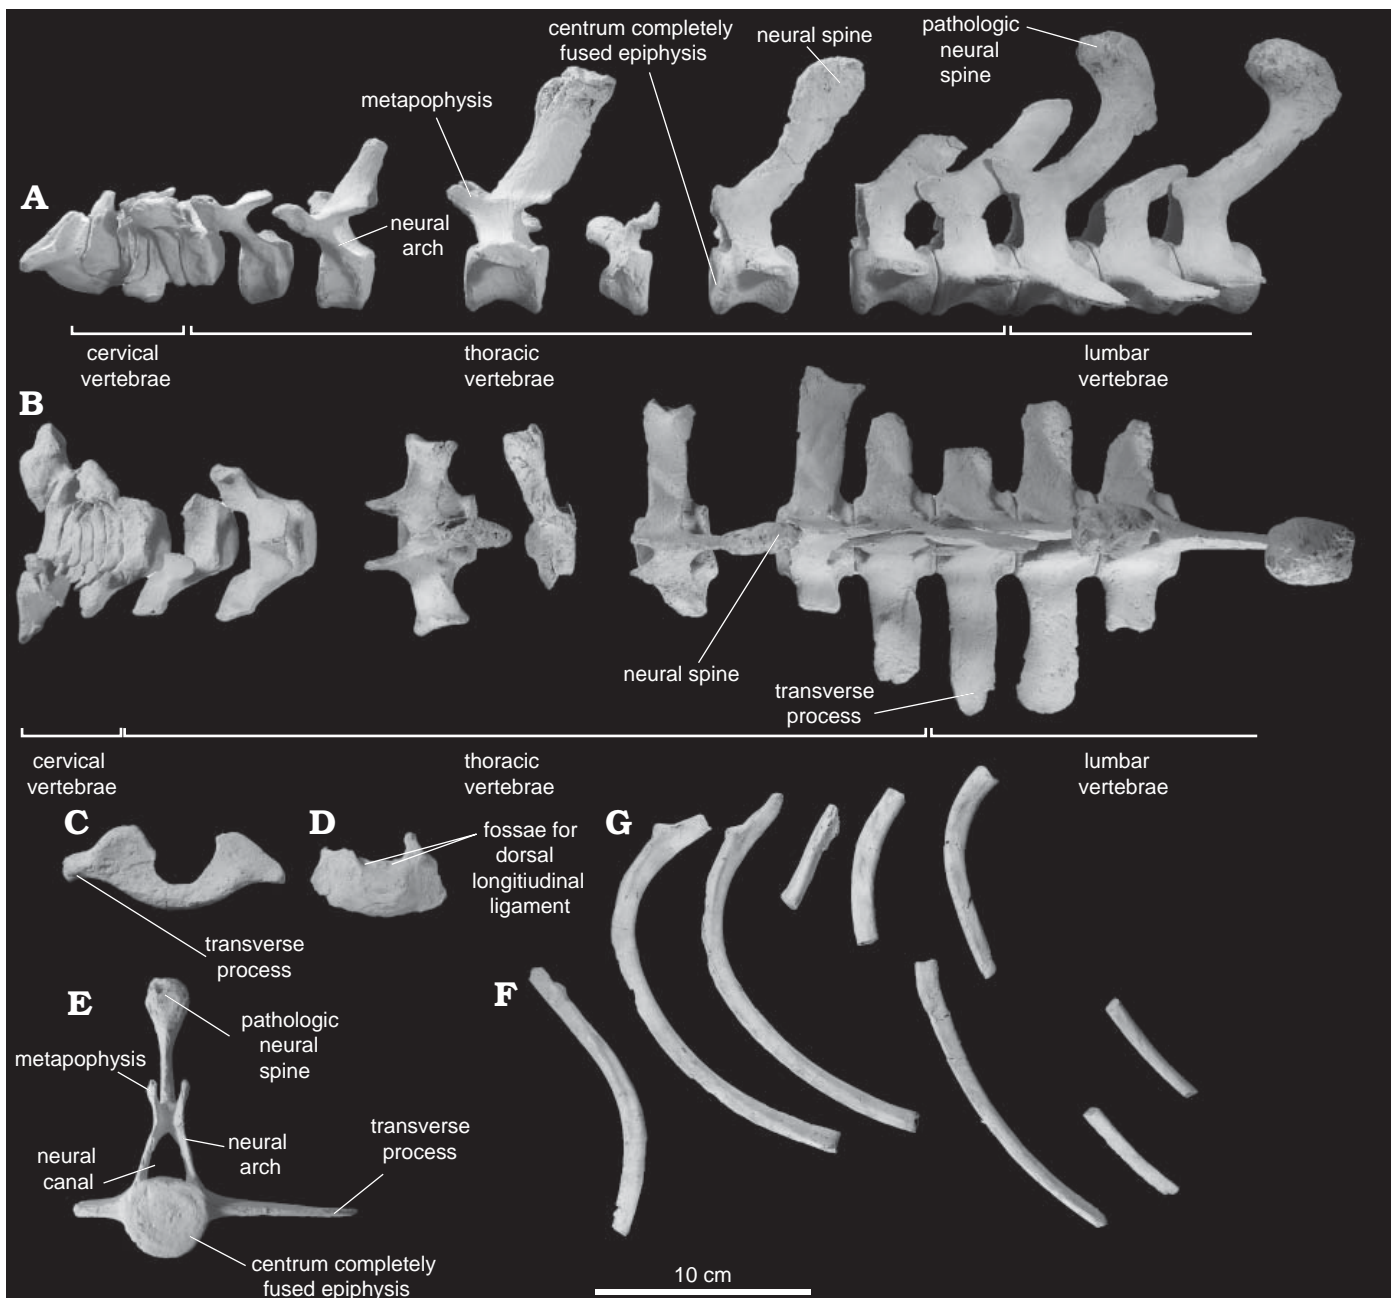 centrum completely
fused epiphysis
neural spine
pathologic
neural
spine
metapophysis
A
neural
arch
cervical
vertebrae
thoracic
vertebrae
lumbar
vertebrae
B
neural spine
transverse
process
cervical
vertebrae
thoracic
vertebrae
lumbar
vertebrae
C
transverse
process
D
fossae for
dorsal
longitiudinal
ligament
G
E
pathologic
neural
spine
metapophysis
neural
arch
neural
canal
transverse
process
centrum completely
fused epiphysis
F
10 cm